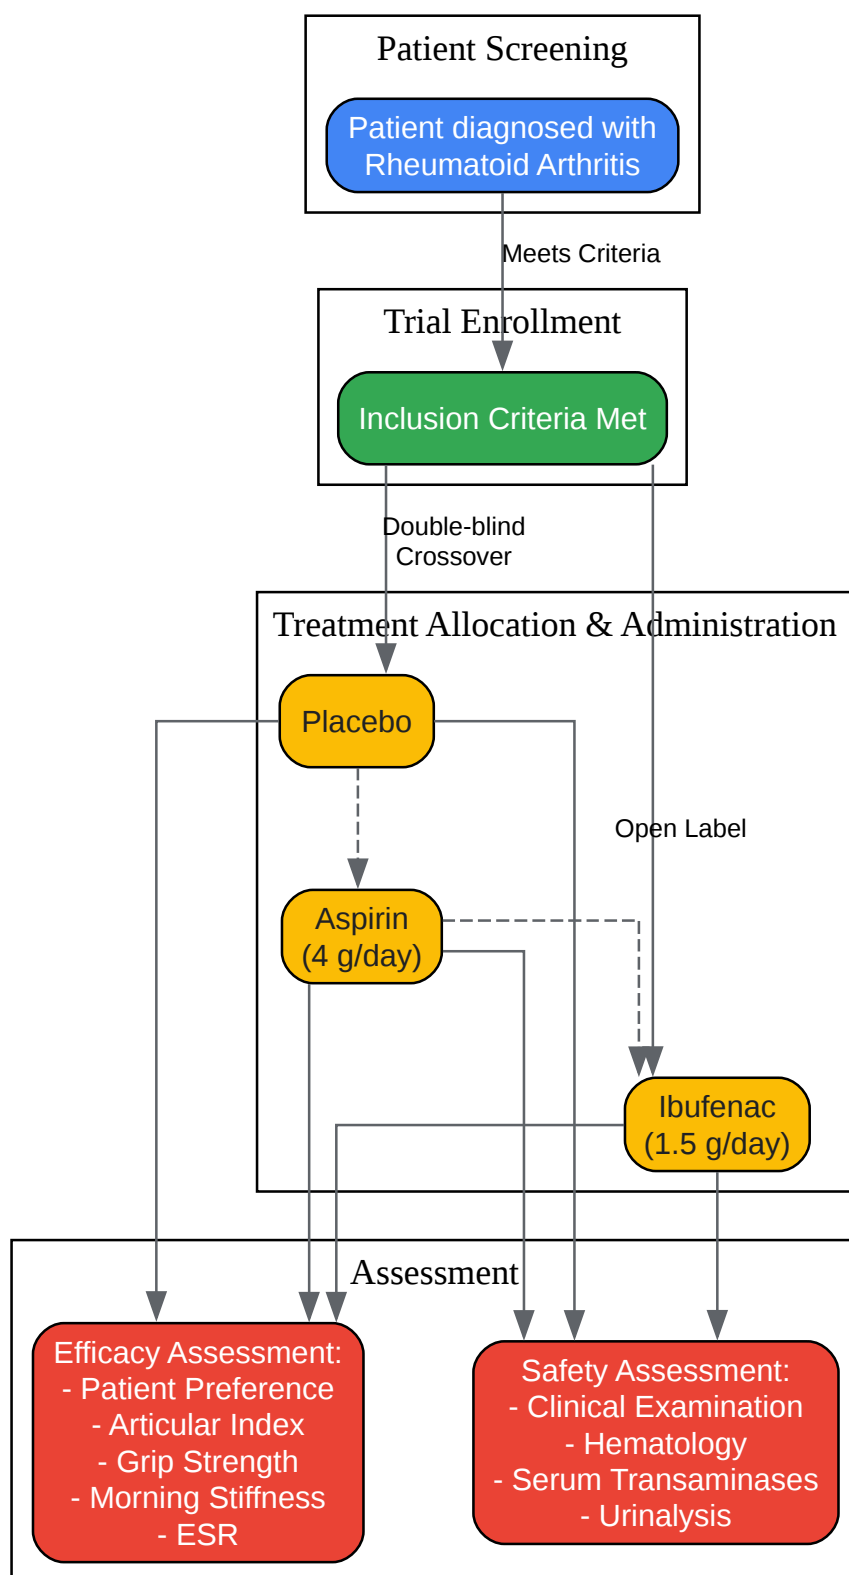 Patient Screening
Patient diagnosed with
Rheumatoid Arthritis
Meets Criteria
Trial Enrollment
Inclusion Criteria Met
Double-blind
Crossover
Treatment Allocation & Administration
Placebo
Open Label
Aspirin
(4 g/day)
Ibufenac
(1.5 g/day)
Assessment
Efficacy Assessment:
- Patient Preference
- Articular Index
- Grip Strength
- Morning Stiffness
- ESR
Safety Assessment:
- Clinical Examination
- Hematology
- Serum Transaminases
- Urinalysis